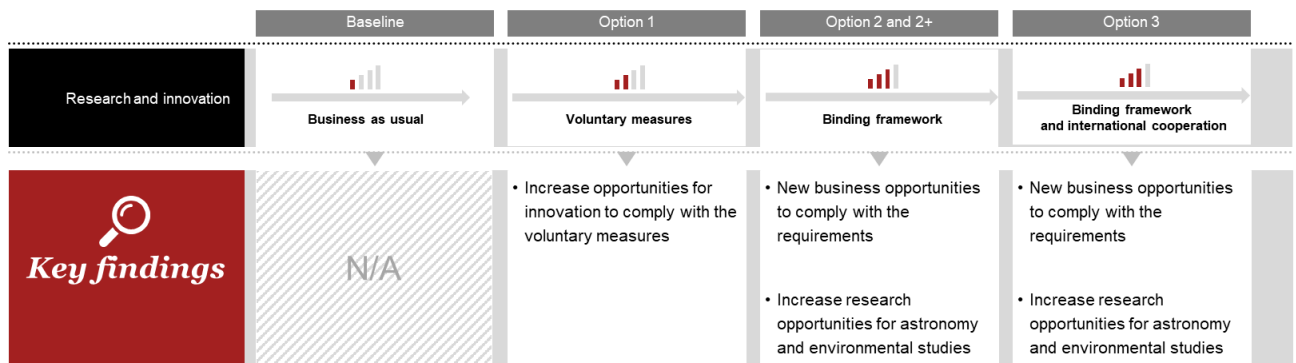 Baseline
Option 1
Option 2 and 2+
Option 3
Research and innovation
Business as usual
Voluntary measures
Binding framework
Binding framework
and international cooperation
Key findings
N/A
• Increase opportunities for
innovation to comply with the
voluntary measures
• New business opportunities
to comply with the
requirements
• Increase research
opportunities for astronomy
and environmental studies
• New business opportunities
to comply with the
requirements
• Increase research
opportunities for astronomy
and environmental studies